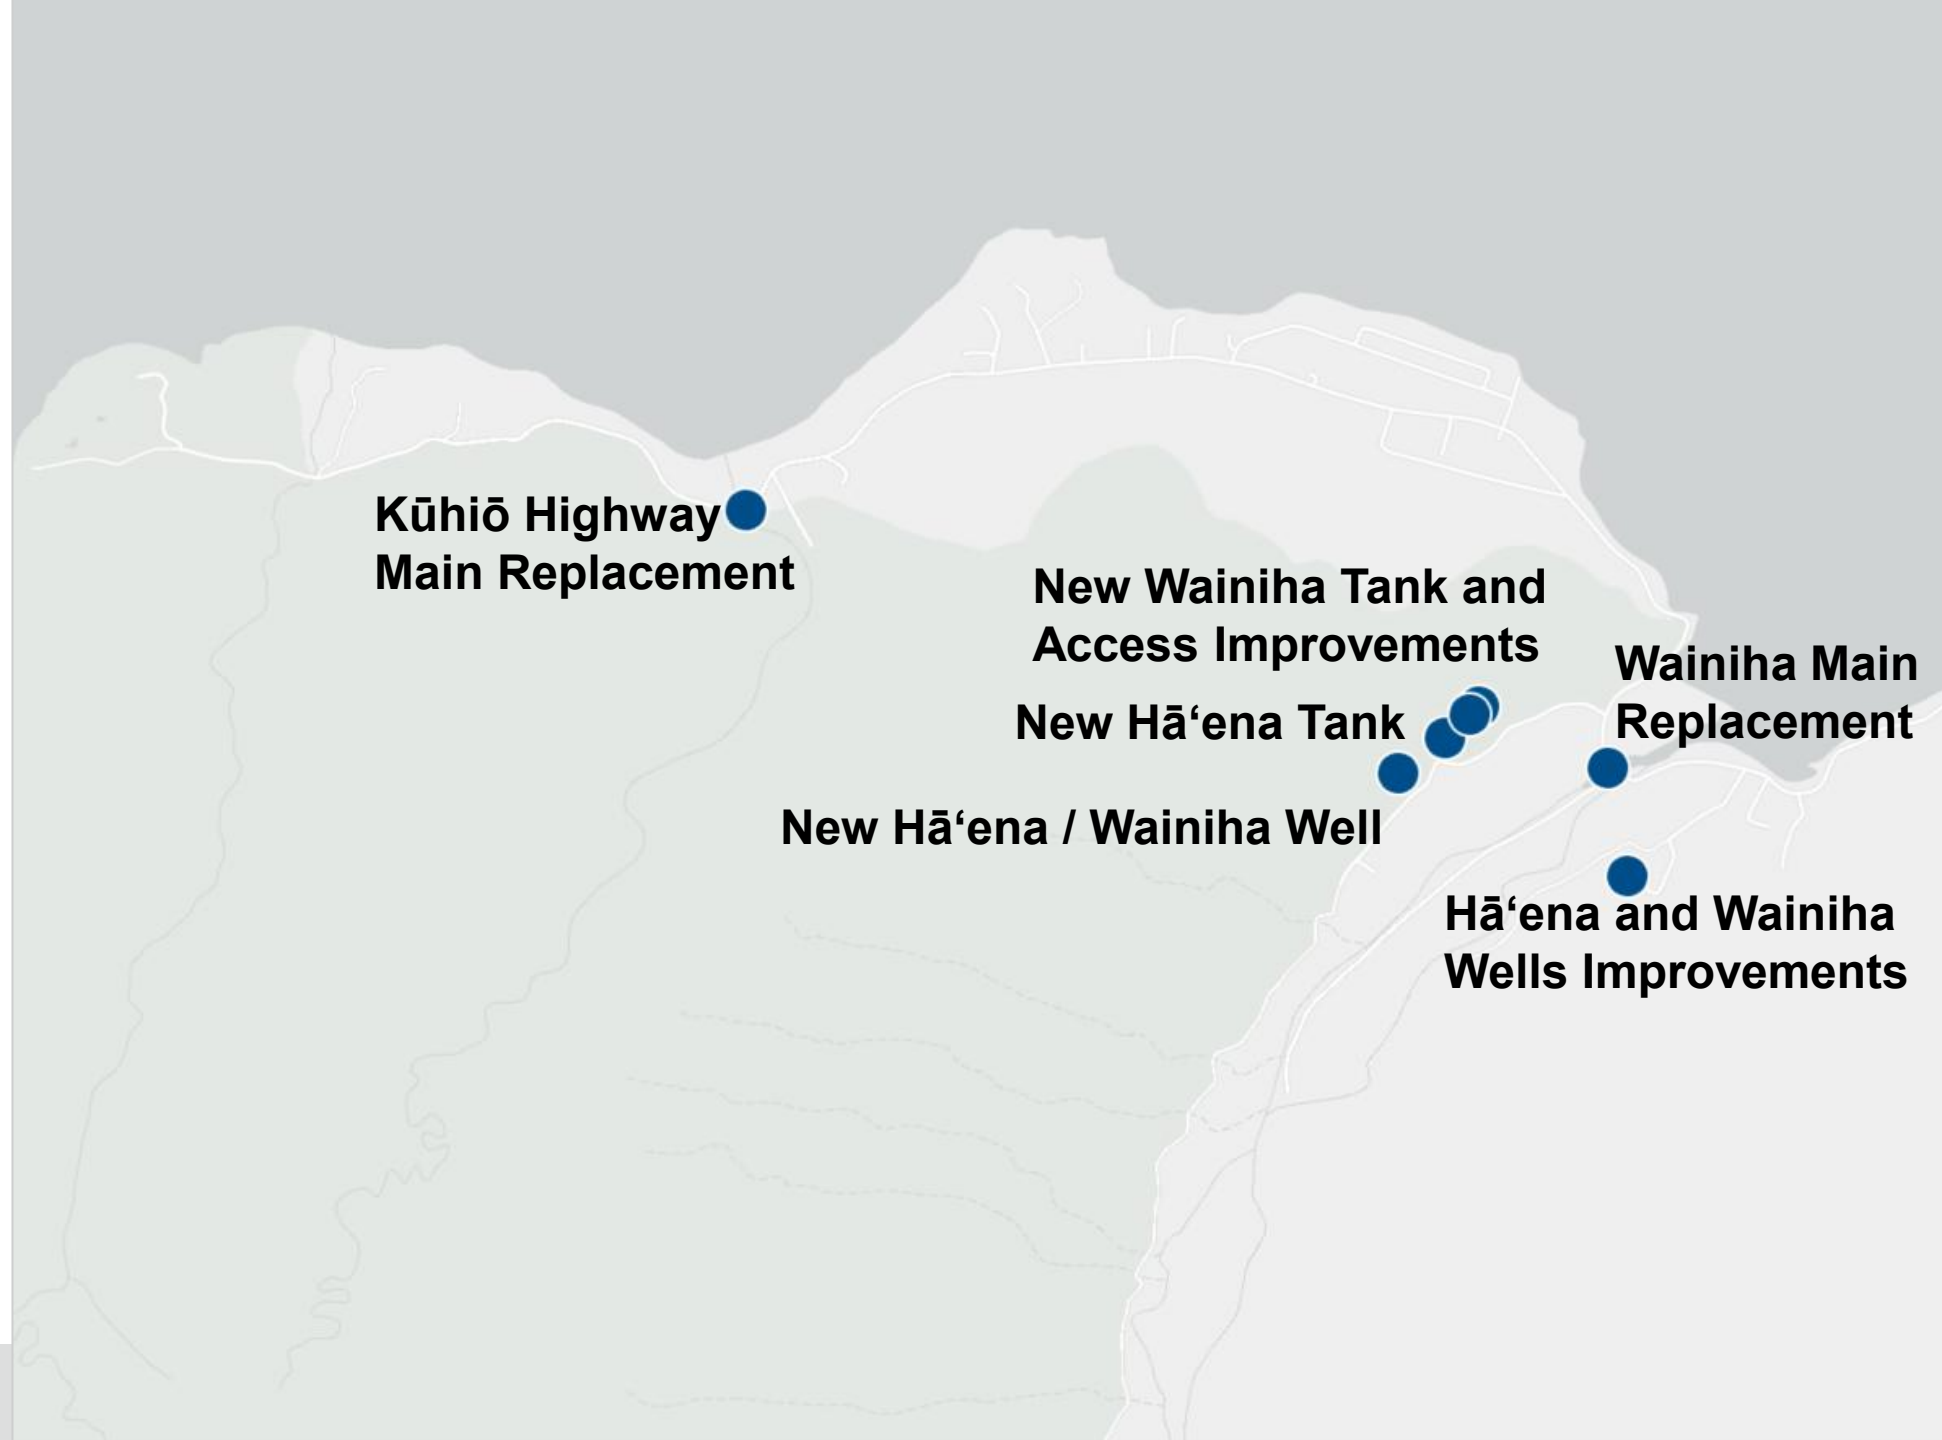 Kūhiō Highway
Main Replacement
New Wainiha Tank and
Access Improvements
New Hāʻena Tank
Wainiha Main
Replacement
New Hāʻena / Wainiha Well
Hāʻena and Wainiha
Wells Improvements